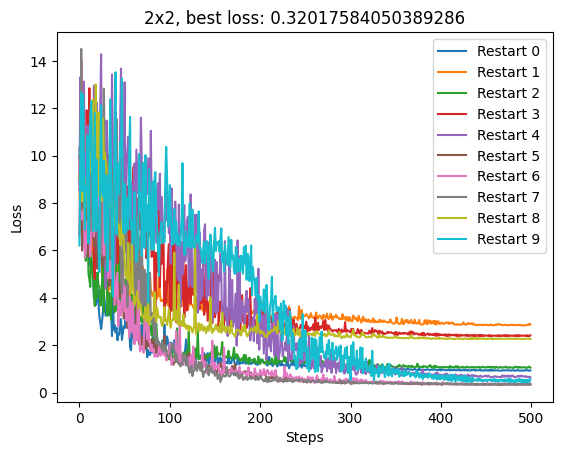 2x2, best loss: 0.32017584050389286
Restart 0
Restart 1
Restart 2
Restart 3
Restart 4
Restart 5
Restart 6
Restart 7
Restart 8
Restart 9
14
12
10
8
6
4
2
0
Loss
0 100 200 300 400 500
Steps